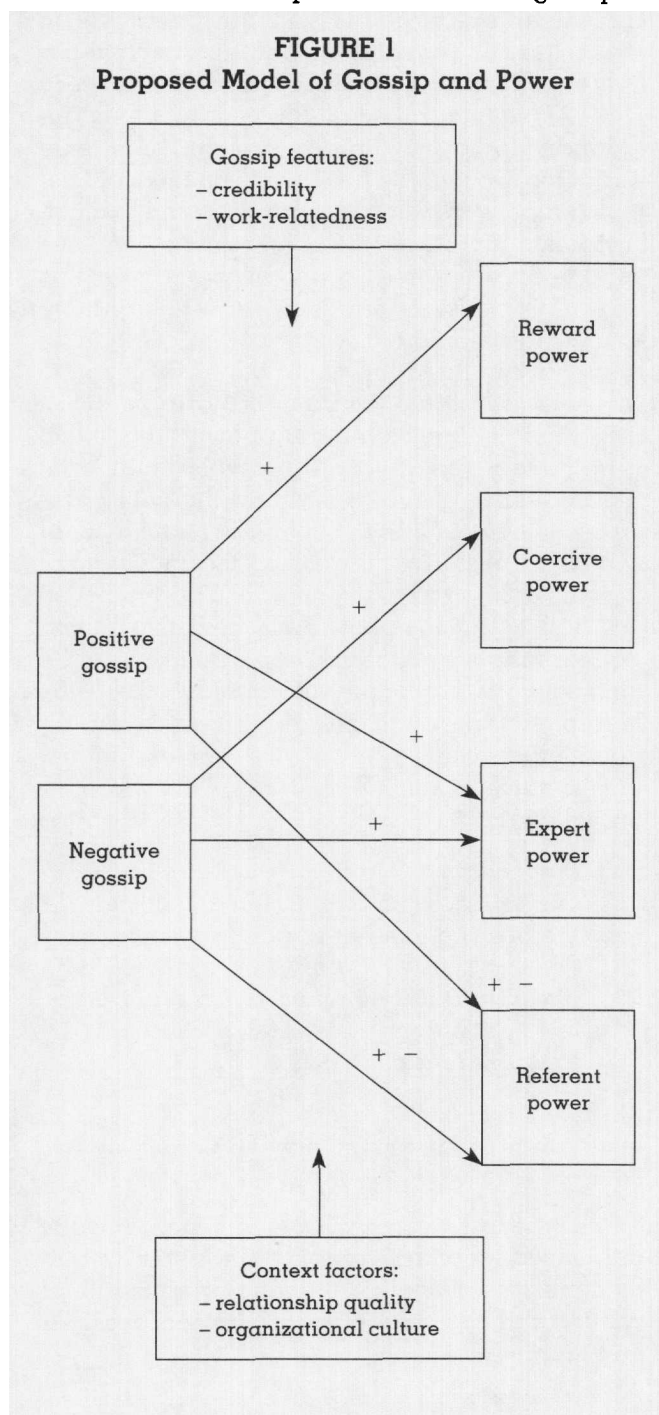 FIGURE 1
Proposed Model of Gossip and Power
Gossip features:
– credibility
– work-relatedness
Reward
power
+
Coercive
power
+
Positive
gossip
+
Expert
power
+
Negative
gossip
+ –
Referent
power
+ –
Context factors:
– relationship quality
– organizational culture